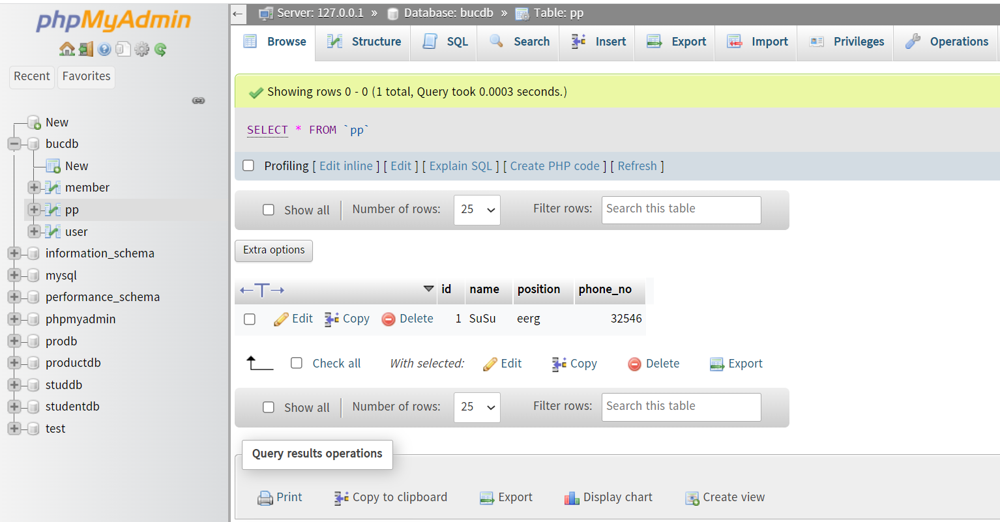 phpMyAdmin
Recent Favorites
New
bucdb
New
member
pp
user
information_schema
mysql
performance_schema
phpmyadmin
prodb
productdb
studdb
studentdb
test
Server: 127.0.0.1 » Database: bucdb » Table: pp
Browse Structure SQL Search Insert Export Import Privileges Operations
Showing rows 0 - 0 (1 total, Query took 0.0003 seconds.)
SELECT * FROM `pp`
Profiling [ Edit inline ] [ Edit ] [ Explain SQL ] [ Create PHP code ] [ Refresh ]
Show all Number of rows: 25 Filter rows: Search this table
Extra options
←T→ id name position phone_no
Edit Copy Delete 1 SuSu eerg 32546
Check all With selected: Edit Copy Delete Export
Show all Number of rows: 25 Filter rows: Search this table
Query results operations
Print Copy to clipboard Export Display chart Create view